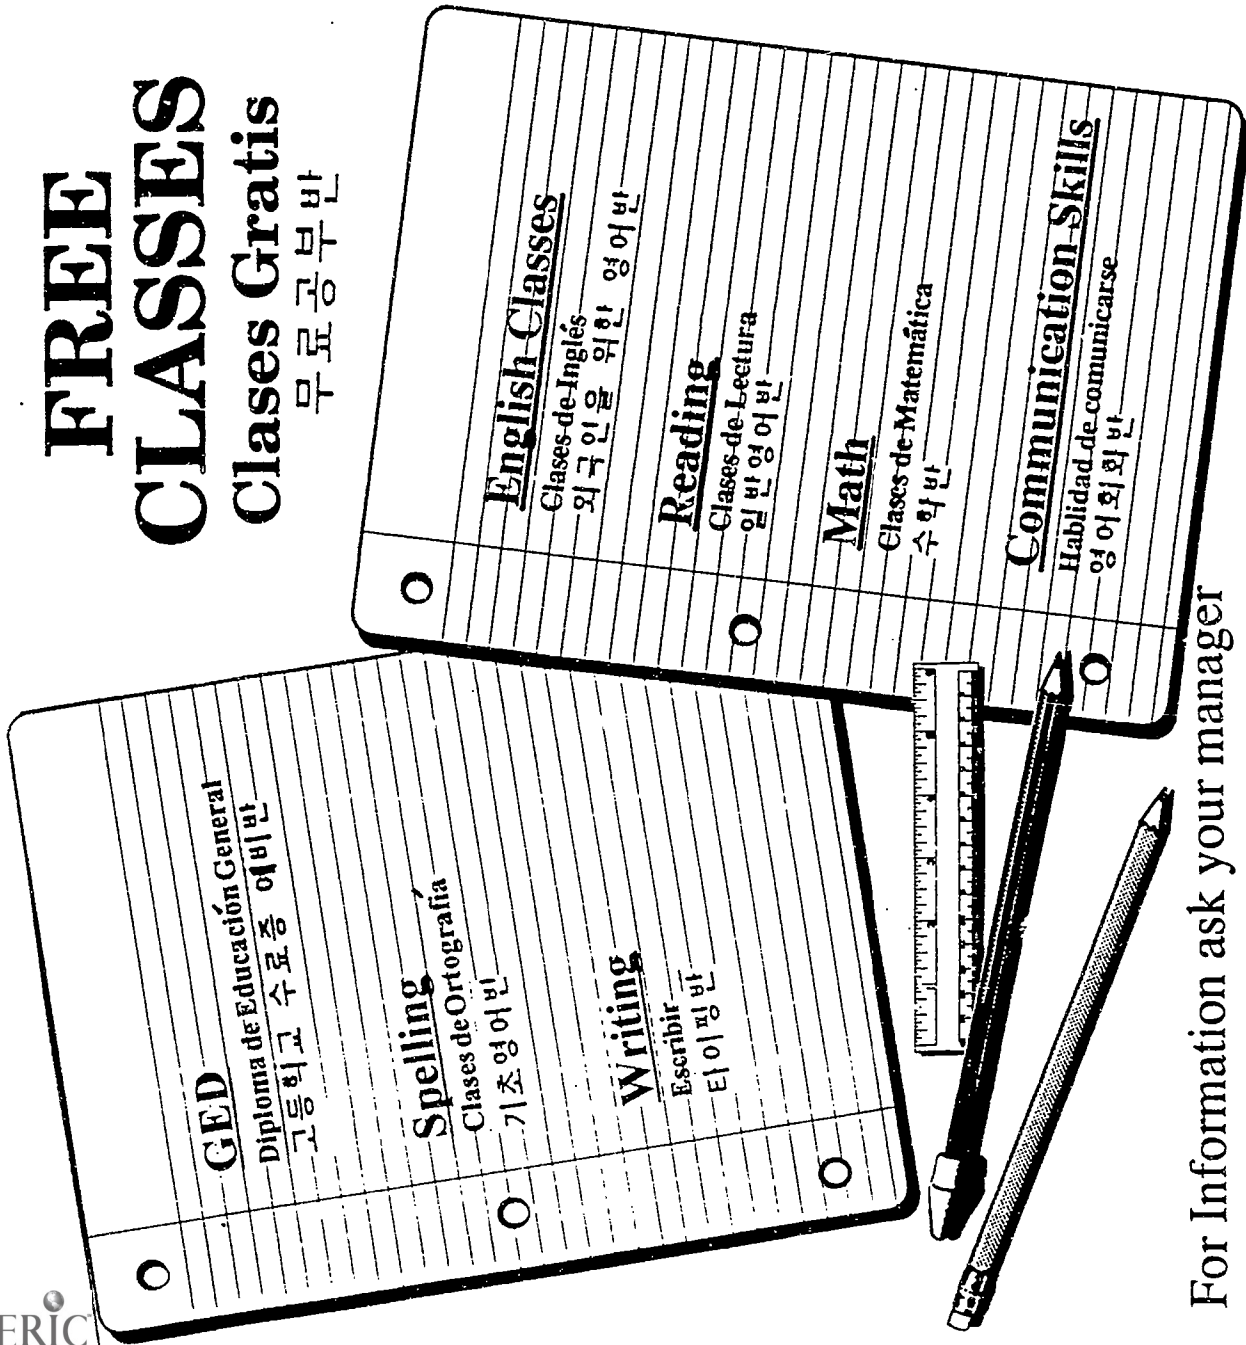 FREE
CLASSES
Clases Gratis
무료공부반
GED
Diploma de Educación General
고등학교 수료증 예비반
Spelling
Clases de Ortografía
기초영어반
Writing
Escribir
타이핑반
English Classes
Clases de Inglés
외국인을 위한 영어반
Reading
Clases de Lectura
일반영어반
Math
Clases de Matemática
수학반
Communication Skills
Hablidad de comunicarse
영어회화반
For Information ask your manager
ERIC